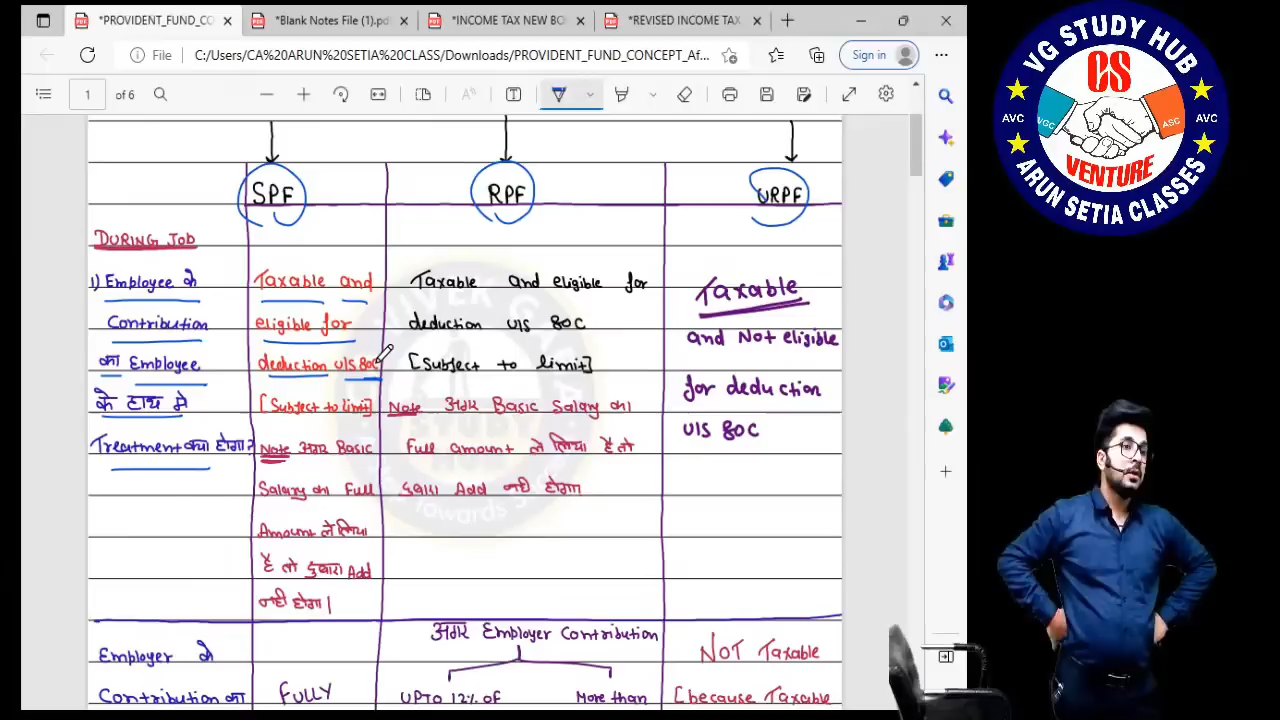 *PROVIDENT_FUND_CO
*Blank Notes File (1).pdf
*INCOME TAX NEW BO
*REVISED INCOME TAX
File
C:/Users/CA%20ARUN%20SETIA%20CLASS/Downloads/PROVIDENT_FUND_CONCEPT_Af...
Sign in
1 of 6
SPF
RPF
URPF
DURING JOB
1) Employee के
Contribution
का Employee
के हाथ मे
Treatment क्या होगा?
Taxable and
eligible for
deduction U/S 80C
[Subject to limit]
Note अगर Basic
Salary का Full
Amount ले लिया
है तो दुबारा Add
नही होगा।
Taxable and eligible for
deduction U/S 80C
[Subject to limit]
Note अगर Basic Salary का
Full amount ले लिया है तो
दुबारा Add नही होगा
Taxable
and Not eligible
for deduction
U/S 80C
Employer के
Contribution का
FULLY
अगर Employer Contribution
UPTO 12% of
More than
NOT Taxable
[because Taxable
VG STUDY HUB
CS
AVC
AVC
VGC
ASC
VENTURE
ARUN SETIA CLASSES